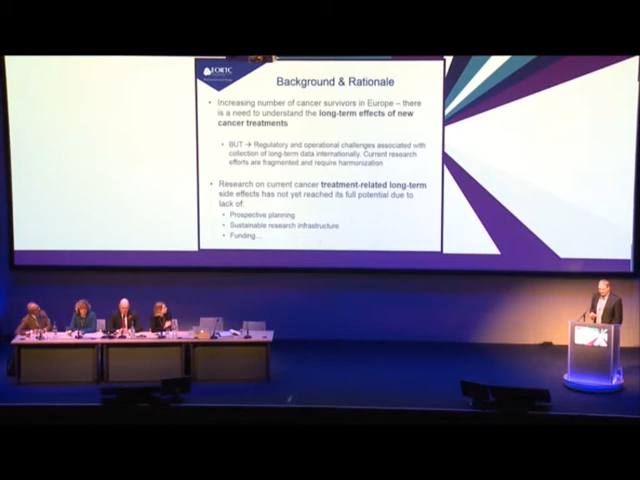 EORTC
Background & Rationale
• Increasing number of cancer survivors in Europe – there
is a need to understand the long-term effects of new
cancer treatments
• BUT → Regulatory and operational challenges associated with
collection of long-term data internationally. Current research
efforts are fragmented and require harmonization
• Research on current cancer treatment-related long-term
side effects has not yet reached its full potential due to
lack of:
• Prospective planning
• Sustainable research infrastructure
• Funding…